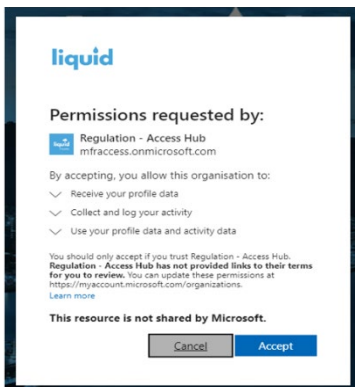 liquid
Permissions requested by:
liquid
Regulation - Access Hub
mfraccess.onmicrosoft.com
By accepting, you allow this organisation to:
Receive your profile data
Collect and log your activity
Use your profile data and activity data
You should only accept if you trust Regulation - Access Hub.
Regulation - Access Hub has not provided links to their terms
for you to review. You can update these permissions at
https://myaccount.microsoft.com/organizations.
Learn more
This resource is not shared by Microsoft.
Cancel
Accept